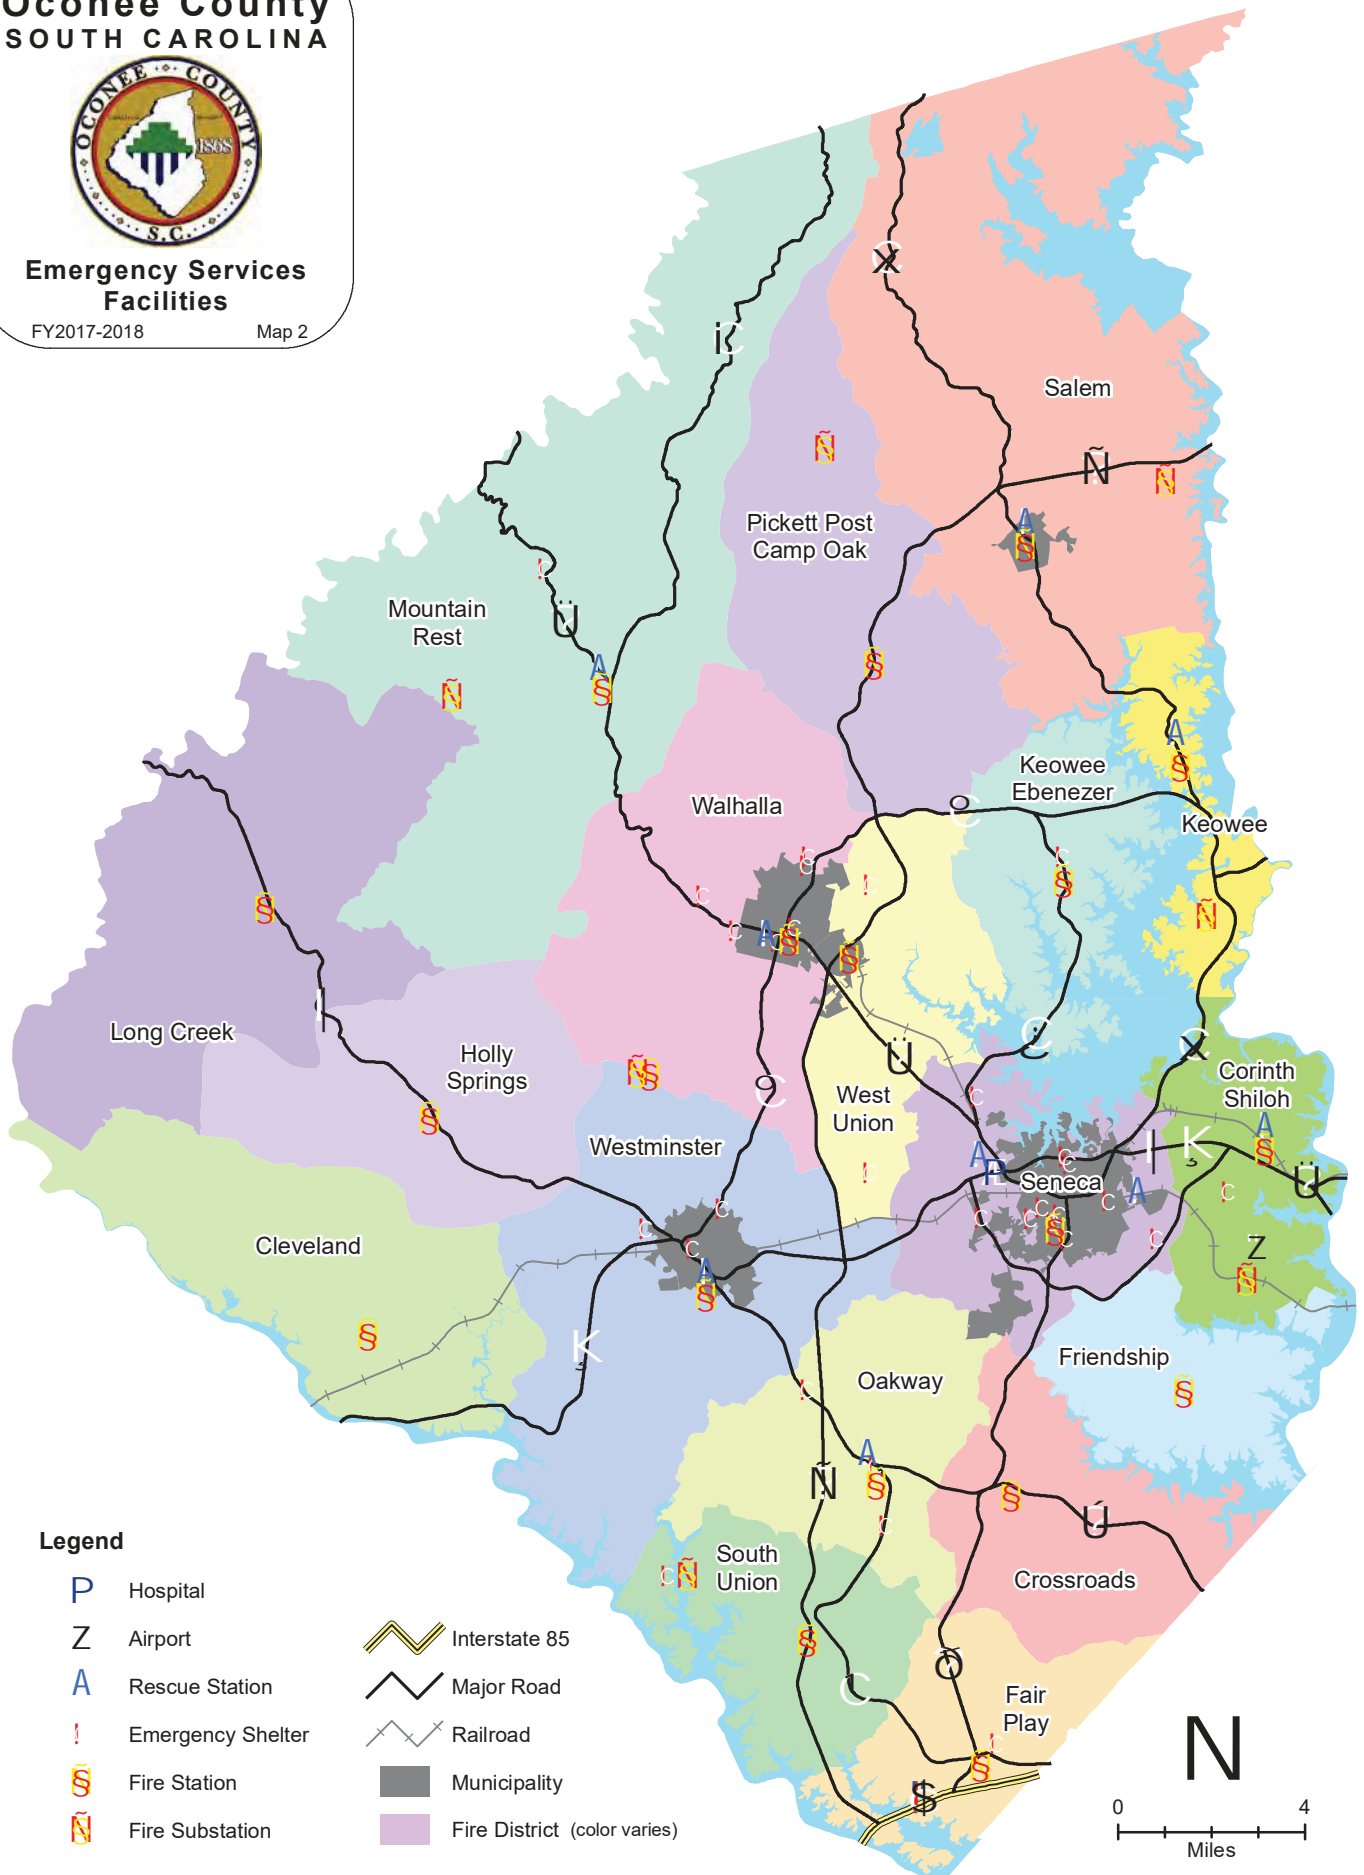 Oconee County
SOUTH CAROLINA
OCONEE COUNTY
1868
S.C.
Emergency Services
Facilities
FY2017-2018 Map 2
Salem
Pickett Post
Camp Oak
Mountain
Rest
Keowee
Ebenezer
Walhalla
Keowee
Long Creek
Holly
Springs
Corinth
Shiloh
West
Union
Westminster
Seneca
Cleveland
Friendship
Oakway
South
Union
Crossroads
Fair
Play
Legend
P Hospital
Z Airport
A Rescue Station
! Emergency Shelter
§ Fire Station
Ñ Fire Substation
Interstate 85
Major Road
Railroad
Municipality
Fire District (color varies)
N
0 4
Miles